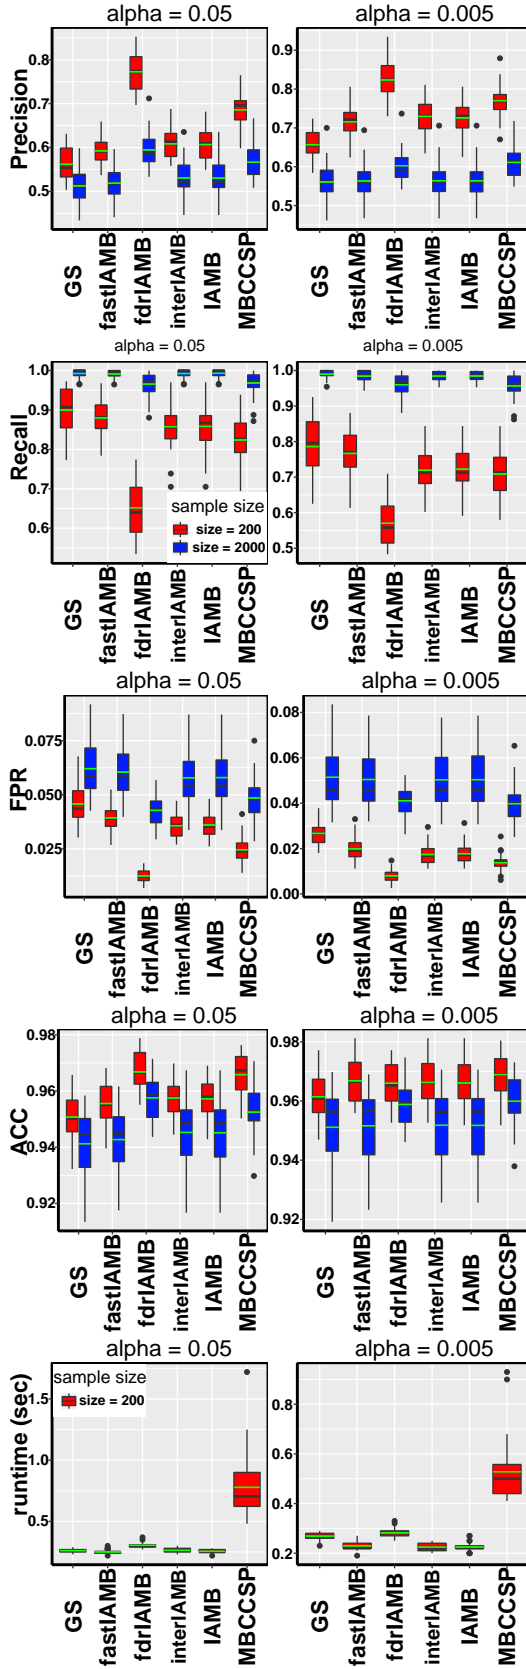 alpha = 0.05
alpha = 0.005
Precision
0.8
0.7
0.6
0.5
0.9
0.8
0.7
0.6
0.5
GS
fastIAMB
fdrIAMB
interIAMB
IAMB
MBCCSP
GS
fastIAMB
fdrIAMB
interIAMB
IAMB
MBCCSP
alpha = 0.05
alpha = 0.005
Recall
1.0
0.9
0.8
0.7
0.6
1.0
0.9
0.8
0.7
0.6
0.5
sample size
size = 200
size = 2000
GS
fastIAMB
fdrIAMB
interIAMB
IAMB
MBCCSP
GS
fastIAMB
fdrIAMB
interIAMB
IAMB
MBCCSP
alpha = 0.05
alpha = 0.005
FPR
0.075
0.050
0.025
0.08
0.06
0.04
0.02
0.00
GS
fastIAMB
fdrIAMB
interIAMB
IAMB
MBCCSP
GS
fastIAMB
fdrIAMB
interIAMB
IAMB
MBCCSP
alpha = 0.05
alpha = 0.005
ACC
0.98
0.96
0.94
0.92
0.98
0.96
0.94
0.92
GS
fastIAMB
fdrIAMB
interIAMB
IAMB
MBCCSP
GS
fastIAMB
fdrIAMB
interIAMB
IAMB
MBCCSP
alpha = 0.05
alpha = 0.005
runtime (sec)
sample size
size = 200
1.5
1.0
0.5
0.8
0.6
0.4
0.2
GS
fastIAMB
fdrIAMB
interIAMB
IAMB
MBCCSP
GS
fastIAMB
fdrIAMB
interIAMB
IAMB
MBCCSP